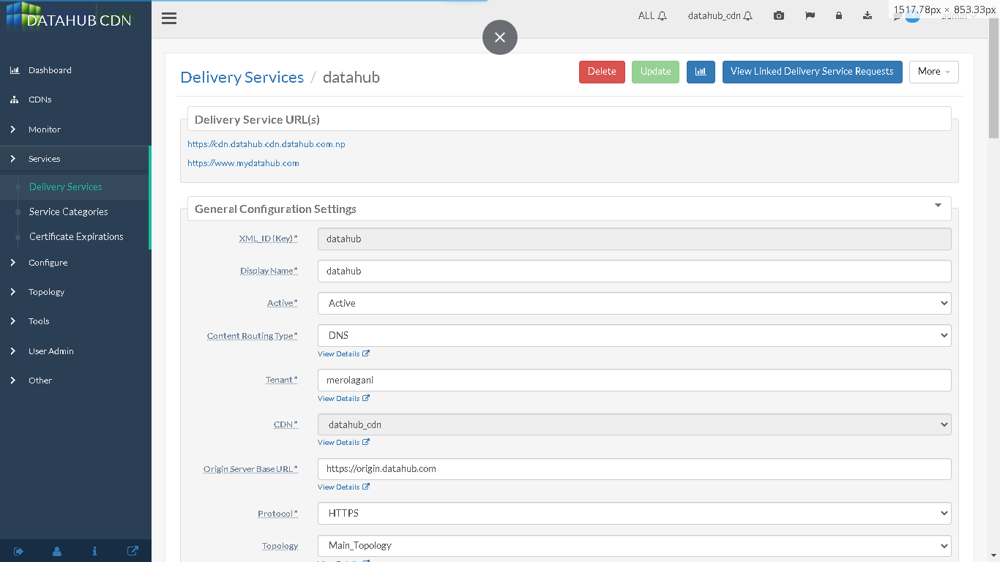 DATAHUB CDN
ALL
datahub_cdn
1517.78px × 853.33px
admin
Dashboard
CDNs
Monitor
Services
Delivery Services
Service Categories
Certificate Expirations
Configure
Topology
Tools
User Admin
Other
Delivery Services / datahub
Delete
Update
View Linked Delivery Service Requests
More
Delivery Service URL(s)
https://cdn.datahub.cdn.datahub.com.np
https://www.mydatahub.com
General Configuration Settings
XML_ID (Key) * datahub
Display Name * datahub
Active * Active
Content Routing Type * DNS
View Details
Tenant * merolagani
View Details
CDN * datahub_cdn
View Details
Origin Server Base URL * https://origin.datahub.com
View Details
Protocol * HTTPS
Topology Main_Topology